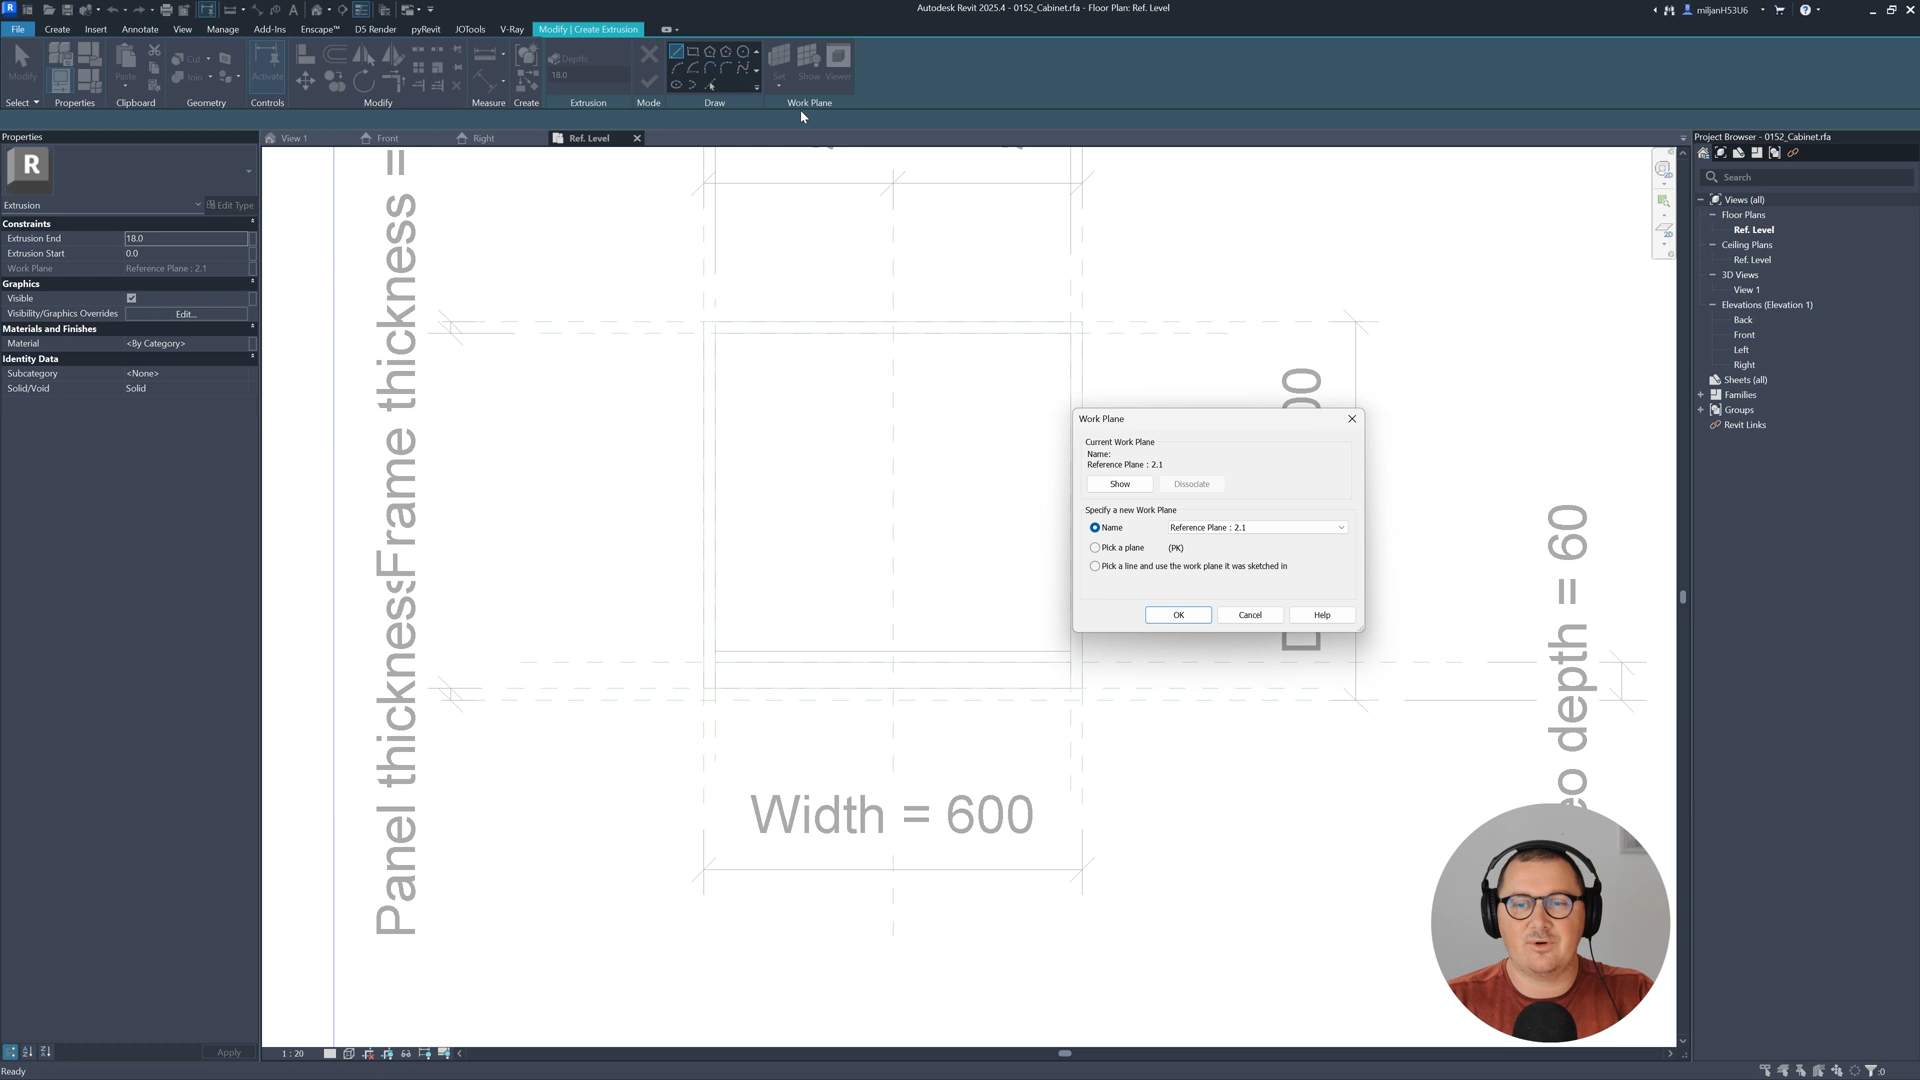 Autodesk Revit 2025.4 - 0152_Cabinet.rfa - Floor Plan: Ref. Level
miljanH53U6
File
Create
Insert
Annotate
View
Manage
Add-Ins
Enscape™
D5 Render
pyRevit
JOTools
V-Ray
Modify | Create Extrusion
Modify
Paste
Cut
Join
Activate
Depth:
18.0
Set
Show
Viewer
Select
Properties
Clipboard
Geometry
Controls
Modify
Measure
Create
Extrusion
Mode
Draw
Work Plane
Properties
View 1
Front
Right
Ref. Level
Project Browser - 0152_Cabinet.rfa
R
Search
Extrusion
Edit Type
Constraints
Extrusion End
18.0
Extrusion Start
0.0
Work Plane
Reference Plane : 2.1
Graphics
Visible
Visibility/Graphics Overrides
Edit...
Materials and Finishes
Material
<By Category>
Identity Data
Subcategory
<None>
Solid/Void
Solid
Views (all)
Floor Plans
Ref. Level
Ceiling Plans
Ref. Level
3D Views
View 1
Elevations (Elevation 1)
Back
Front
Left
Right
Sheets (all)
Families
Groups
Revit Links
Panel thickness
Frame thickness =
Width = 600
depth = 60
Work Plane
Current Work Plane
Name:
Reference Plane : 2.1
Show
Dissociate
Specify a new Work Plane
Name
Reference Plane : 2.1
Pick a plane
(PK)
Pick a line and use the work plane it was sketched in
OK
Cancel
Help
Apply
1 : 20
Ready
:0